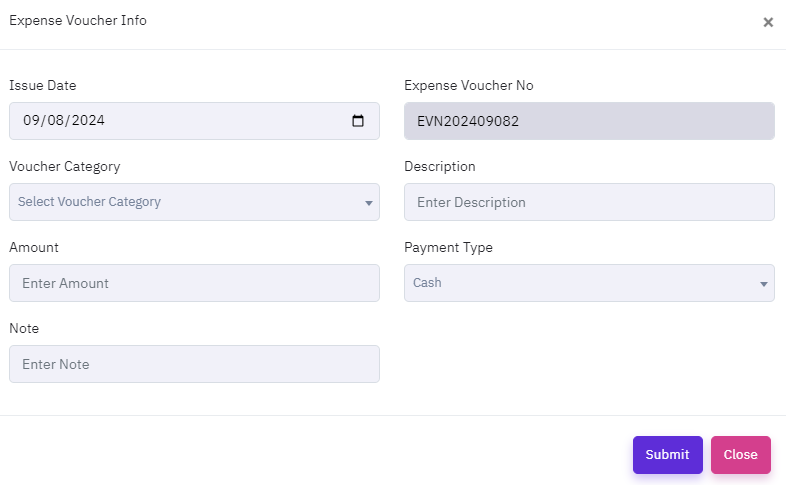 Expense Voucher Info
×
Issue Date
Expense Voucher No
09/08/2024
EVN202409082
Voucher Category
Description
Select Voucher Category
Enter Description
Amount
Payment Type
Enter Amount
Cash
Note
Enter Note
Submit
Close